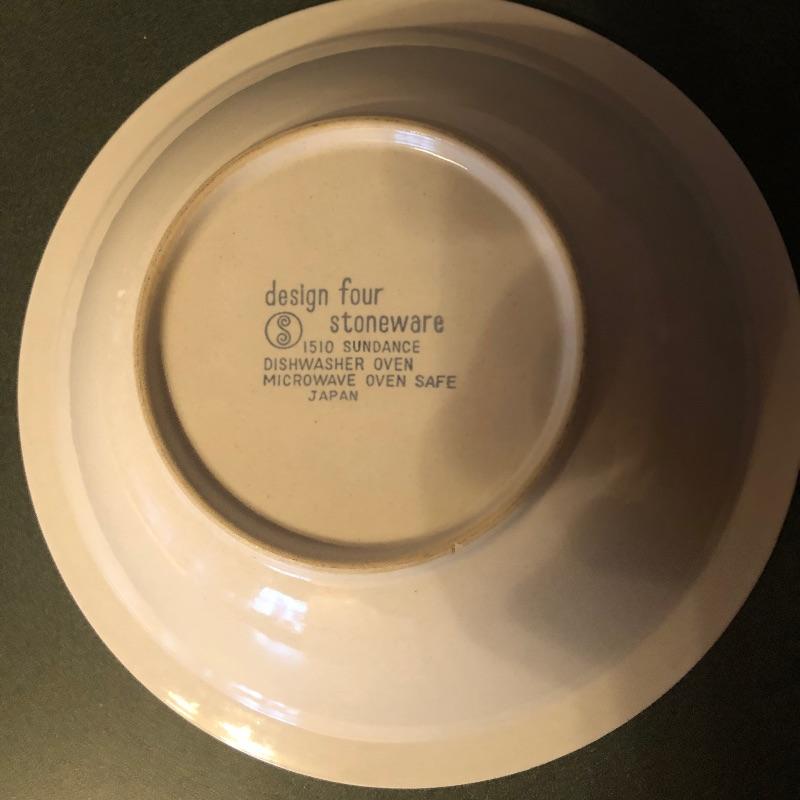 design four
S stoneware
1510 SUNDANCE
DISHWASHER OVEN
MICROWAVE OVEN SAFE
JAPAN